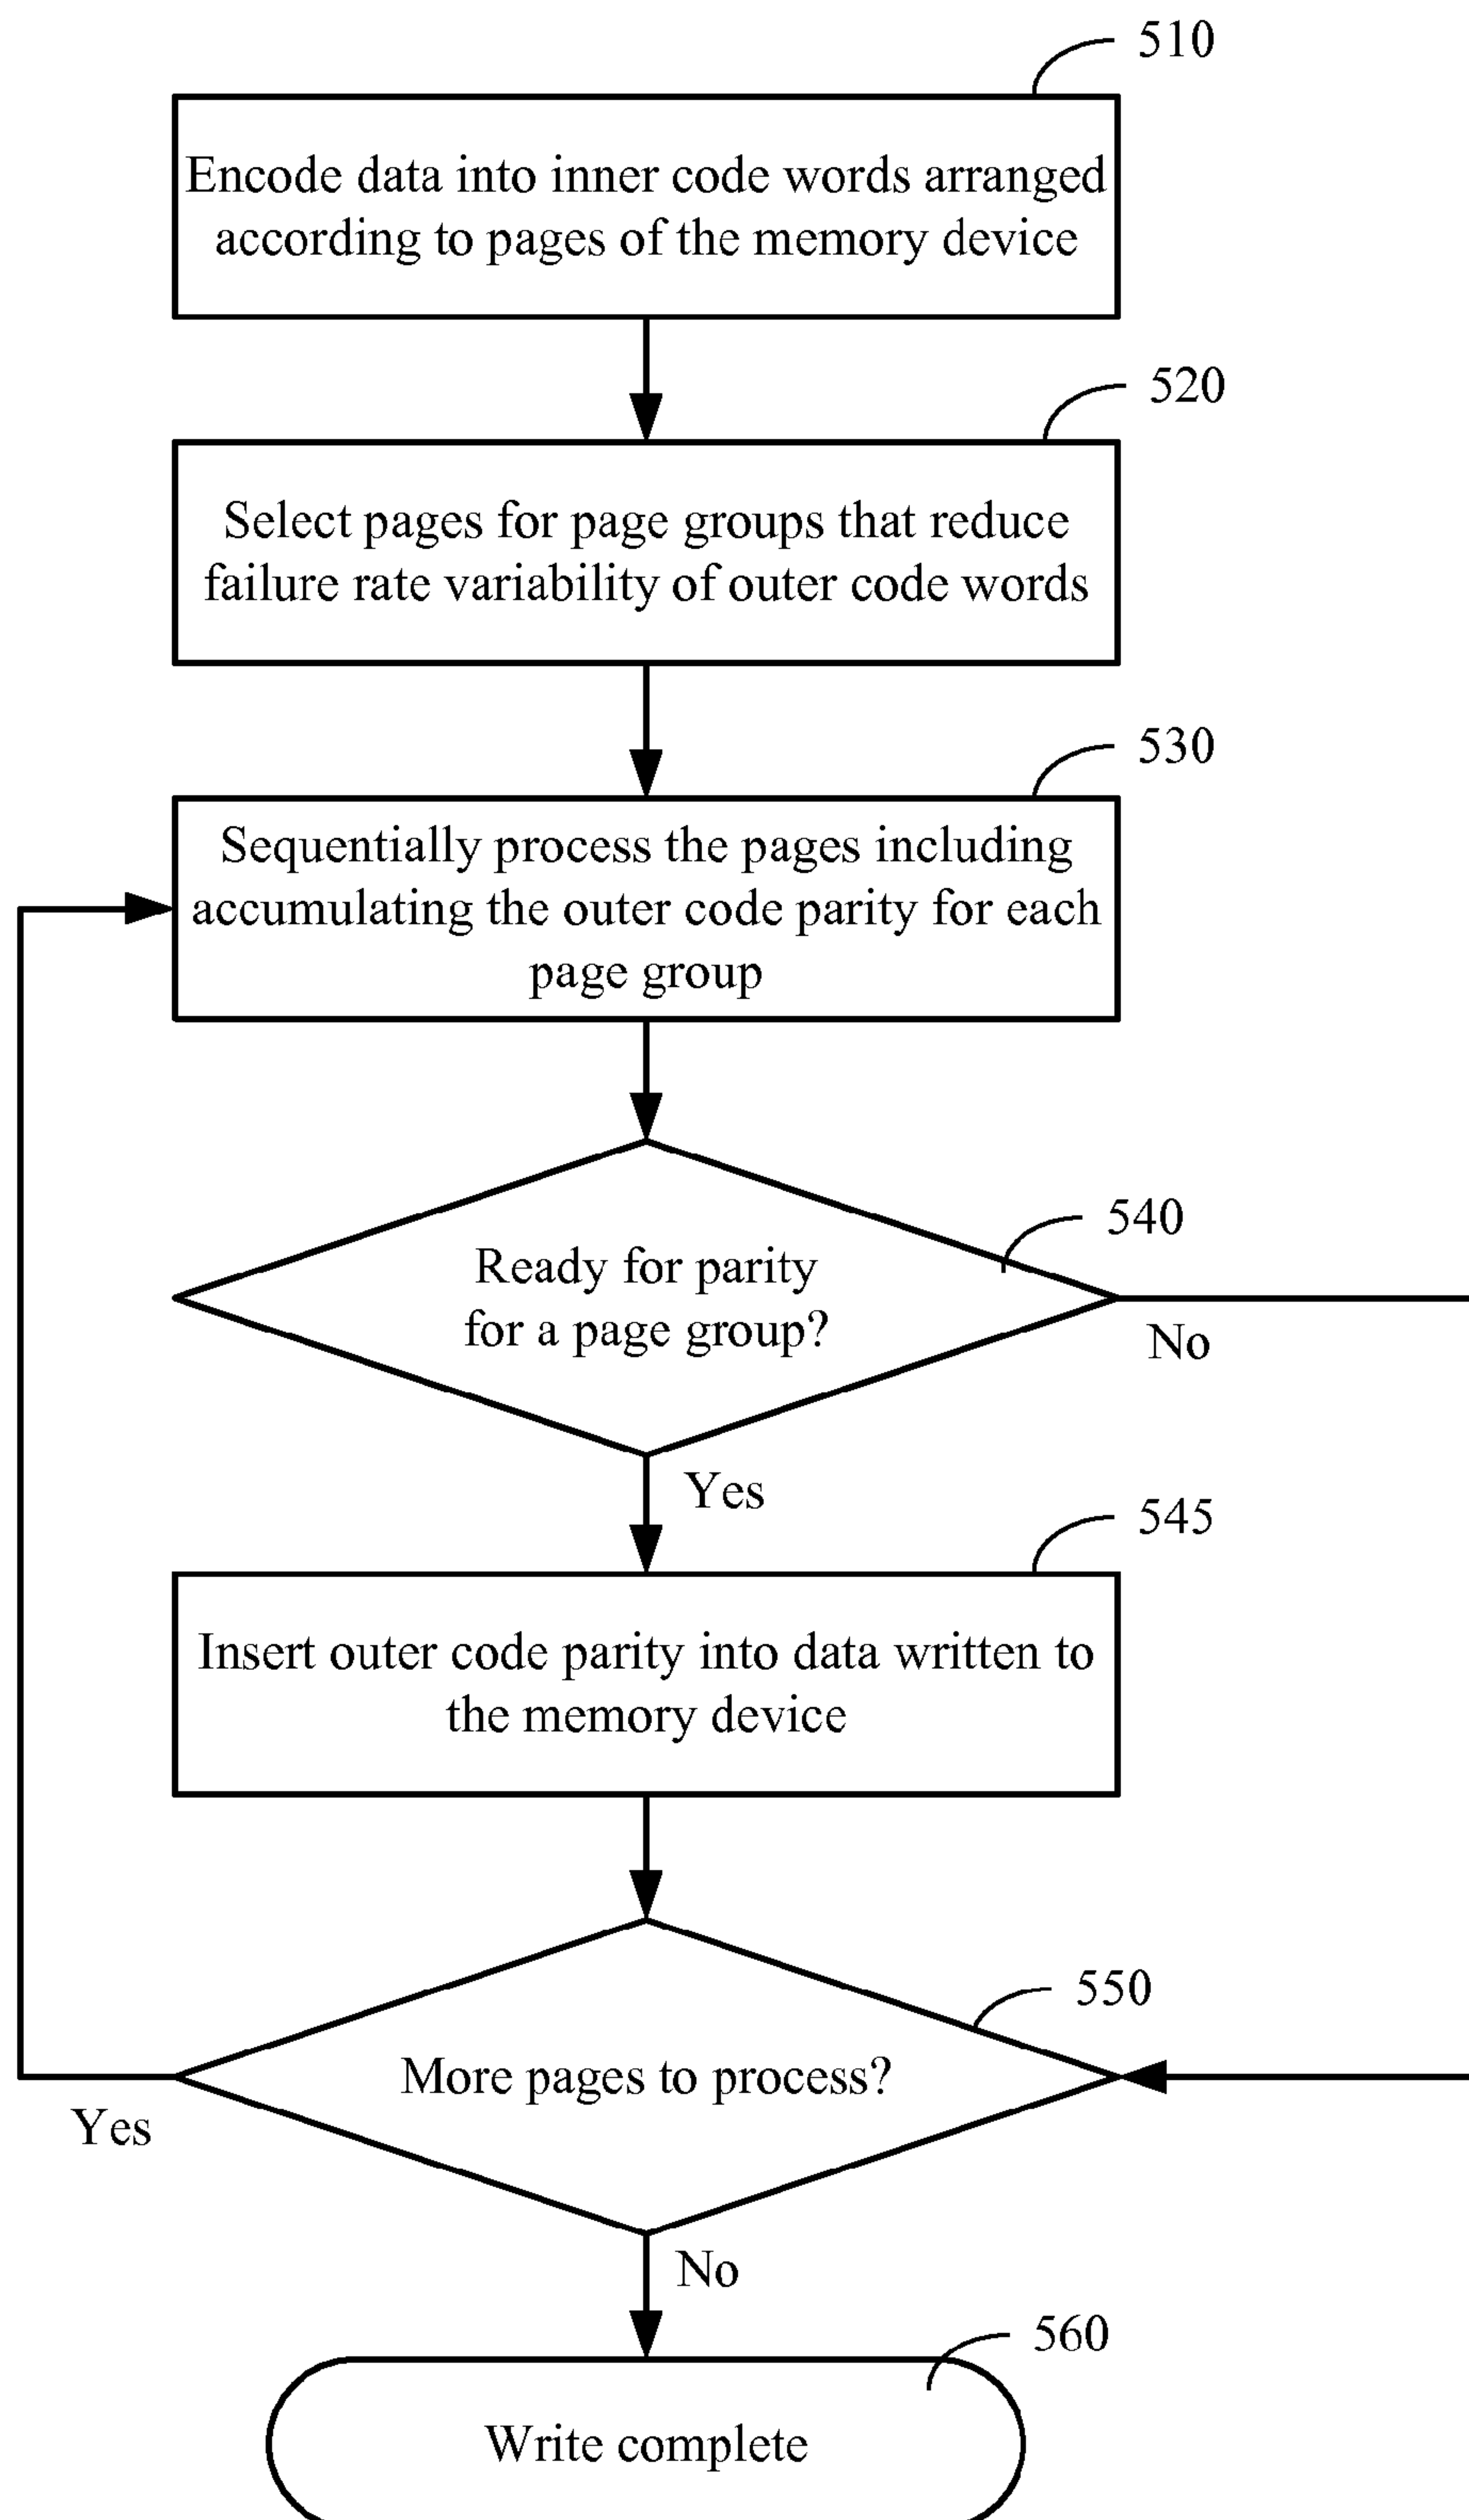 510
Encode data into inner code words arranged
according to pages of the memory device
520
Select pages for page groups that reduce
failure rate variability of outer code words
530
Sequentially process the pages including
accumulating the outer code parity for each
page group
540
Ready for parity
for a page group?
No
Yes
545
Insert outer code parity into data written to
the memory device
550
More pages to process?
Yes
No
560
Write complete